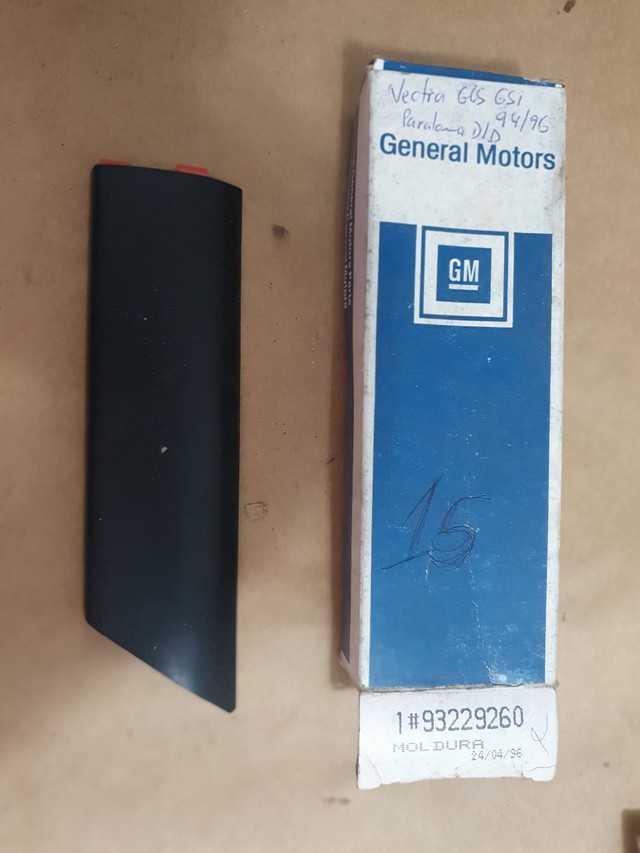 Vectra GLS GSi
94/96
Paralama D/D
General Motors
GM
15
1#93229260
MOLDURA
24/04/96